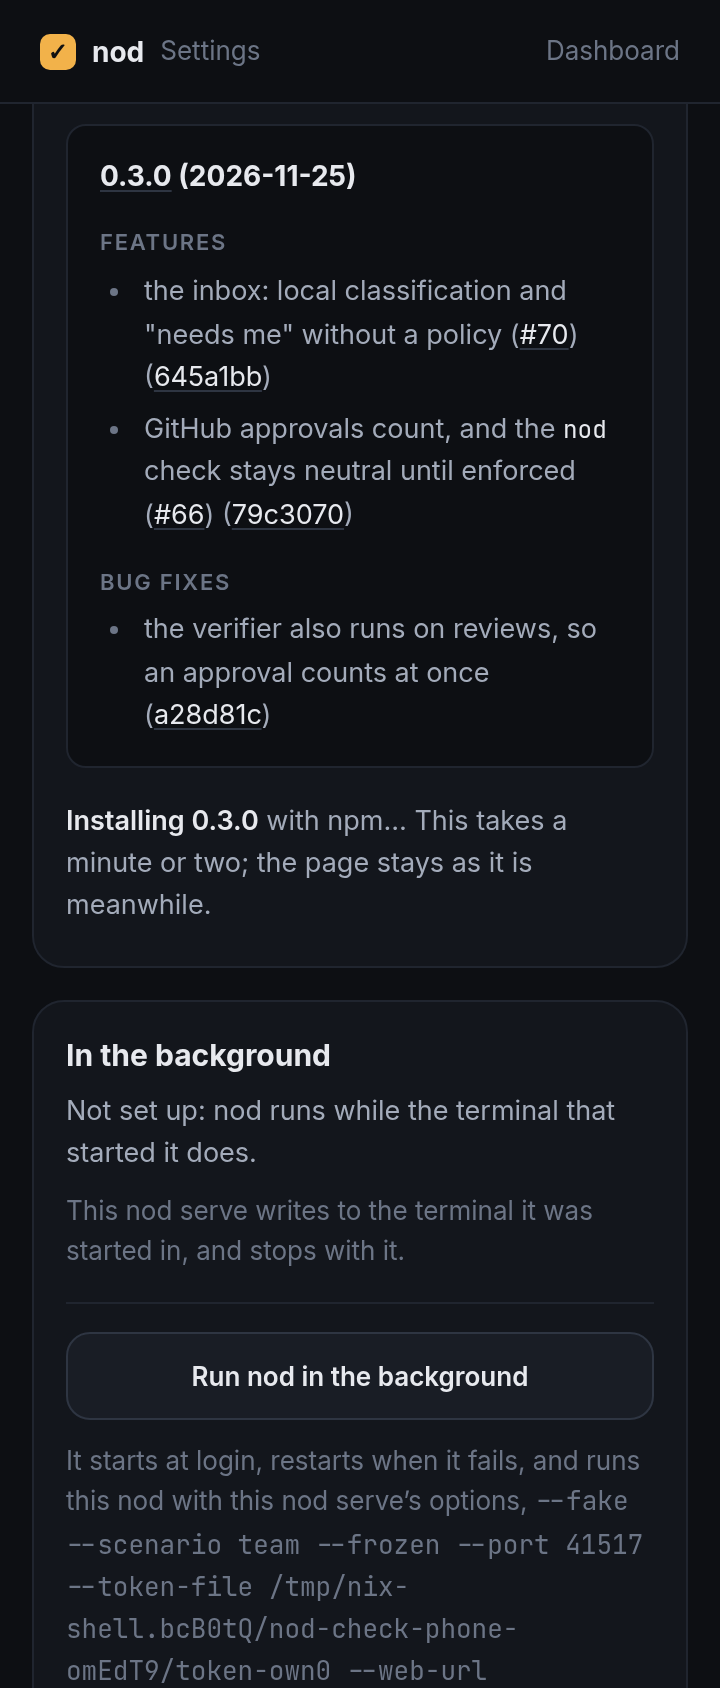 ✓ nod Settings Dashboard
0.3.0 (2026-11-25)
FEATURES
• the inbox: local classification and
"needs me" without a policy (#70)
(645a1bb)
• GitHub approvals count, and the nod
check stays neutral until enforced
(#66) (79c3070)
BUG FIXES
• the verifier also runs on reviews, so
an approval counts at once
(a28d81c)
Installing 0.3.0 with npm… This takes a
minute or two; the page stays as it is
meanwhile.
In the background
Not set up: nod runs while the terminal that
started it does.
This nod serve writes to the terminal it was
started in, and stops with it.
Run nod in the background
It starts at login, restarts when it fails, and runs
this nod with this nod serve’s options, --fake
--scenario team --frozen --port 41517
--token-file /tmp/nix-
shell.bcB0tQ/nod-check-phone-
omEdT9/token-own0 --web-url